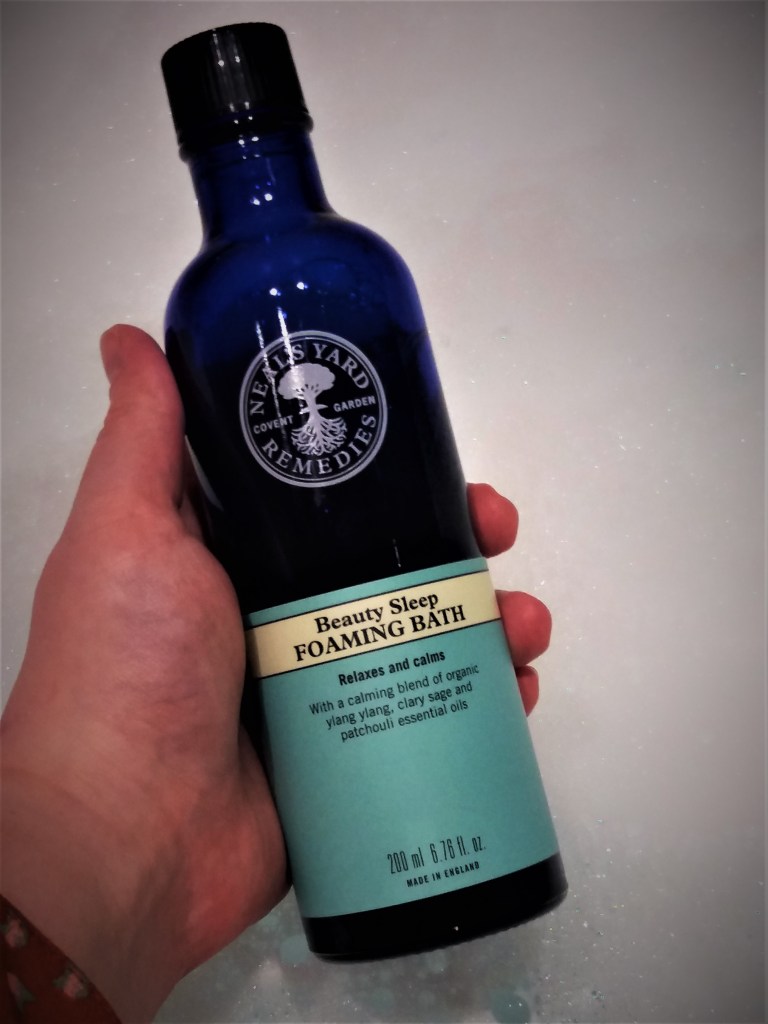 NEAL'S YARD
COVENT GARDEN
REMEDIES
Beauty Sleep
FOAMING BATH
Relaxes and calms
With a calming blend of organic
ylang ylang, clary sage and
patchouli essential oils
200 ml 6.76 fl. oz.
MADE IN ENGLAND